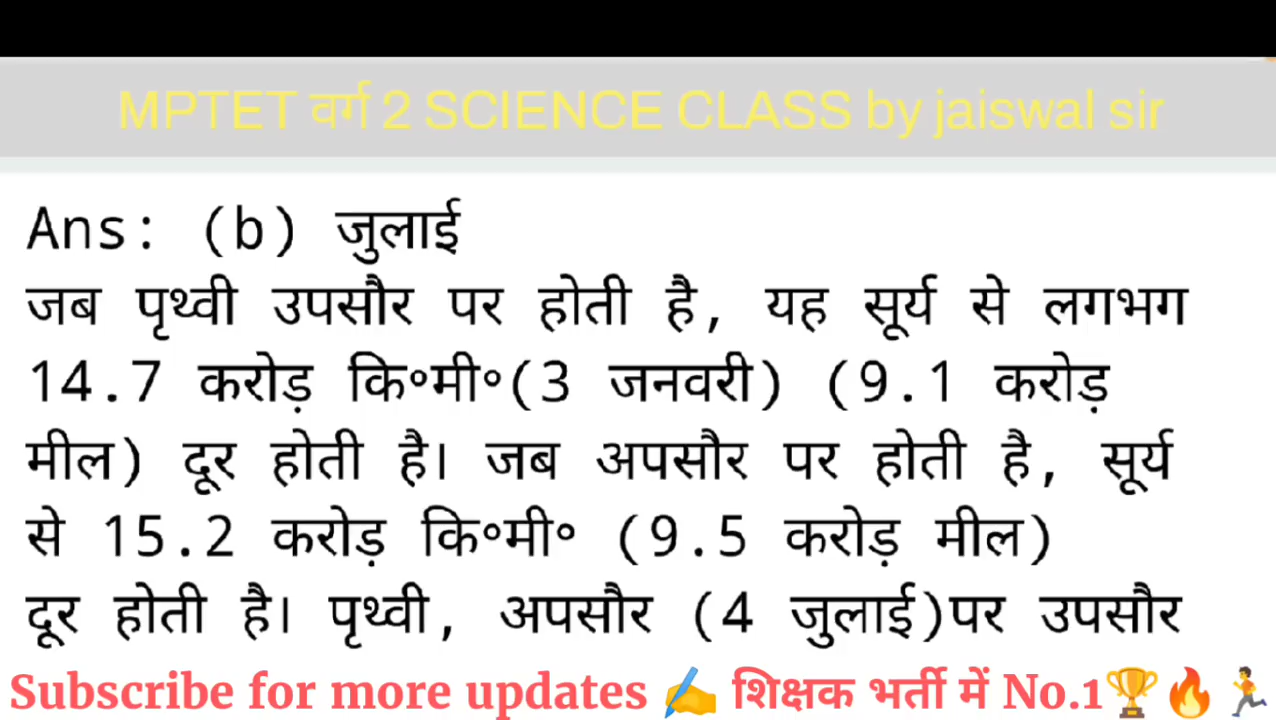 MPTET वर्ग 2 SCIENCE CLASS by jaiswal sir
Ans: (b) जुलाई
जब पृथ्वी उपसौर पर होती है, यह सूर्य से लगभग
14.7 करोड़ कि॰मी॰(3 जनवरी) (9.1 करोड़
मील) दूर होती है। जब अपसौर पर होती है, सूर्य
से 15.2 करोड़ कि॰मी॰ (9.5 करोड़ मील)
दूर होती है। पृथ्वी, अपसौर (4 जुलाई)पर उपसौर
Subscribe for more updates ✍️ शिक्षक भर्ती में No.1🏆🔥🏃